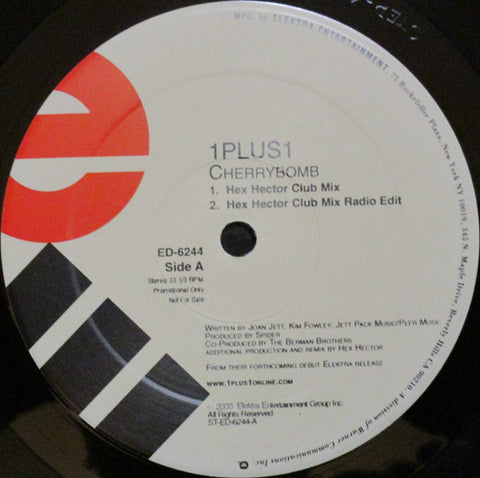 MFG. by ELEKTRA ENTERTAINMENT, 75 Rockefeller Plaza, New York NY 10019, 345 N. Maple Drive, Beverly Hills CA 90210. A division of Warner Communications Inc.
1PLUS1
CHERRYBOMB
1. Hex Hector Club Mix
2. Hex Hector Club Mix Radio Edit
ED-6244
Side A
Stereo 33 1/3 RPM
Promotional Only
Not For Sale
WRITTEN BY JOAN JETT, KIM FOWLEY; JETT PACK MUSIC/PEER MUSIC
PRODUCED BY SPIDER
CO-PRODUCED BY THE BERMAN BROTHERS
ADDITIONAL PRODUCTION AND REMIX BY HEX HECTOR
FROM THEIR FORTHCOMING DEBUT ELEKTRA RELEASE
WWW.1PLUS1ONLINE.COM
℗ 2000 Elektra Entertainment Group Inc.
All Rights Reserved.
ST-ED-6244-A